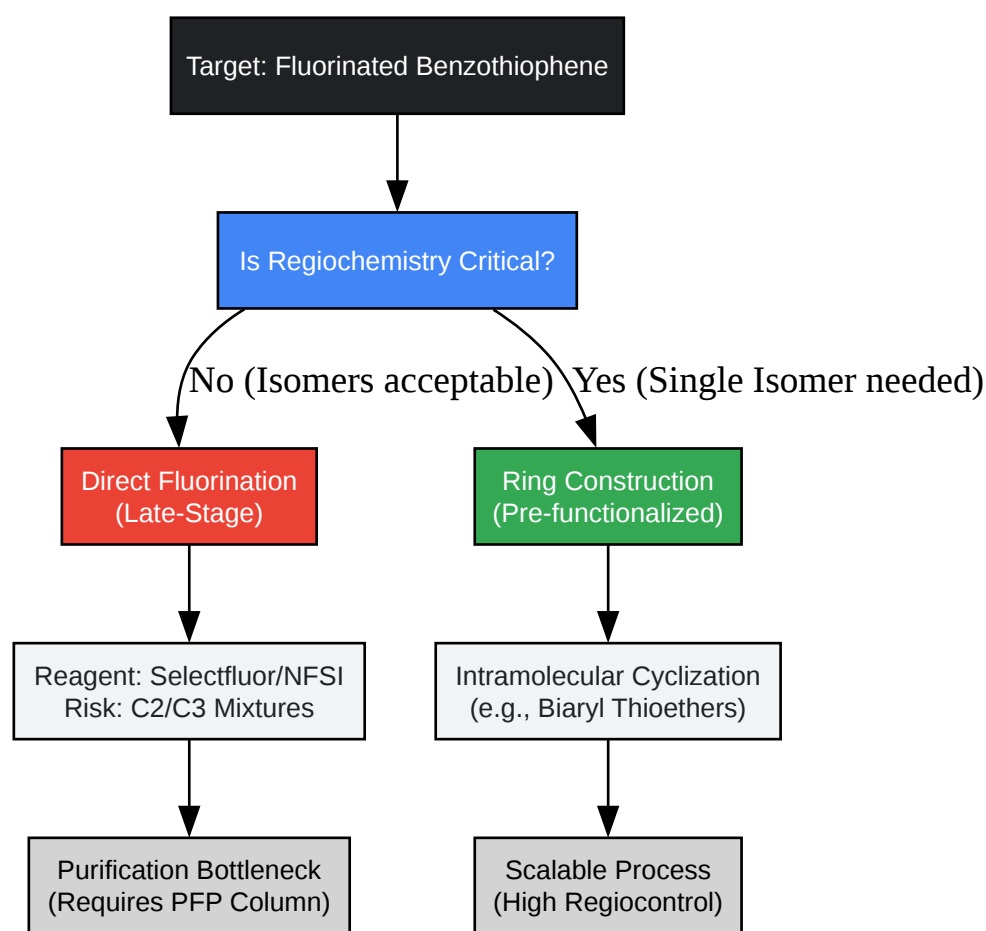 Target: Fluorinated Benzothiophene
Is Regiochemistry Critical?
No (Isomers acceptable)
Yes (Single Isomer needed)
Direct Fluorination
(Late-Stage)
Ring Construction
(Pre-functionalized)
Reagent: Selectfluor/NFSI
Risk: C2/C3 Mixtures
Intramolecular Cyclization
(e.g., Biaryl Thioethers)
Purification Bottleneck
(Requires PFP Column)
Scalable Process
(High Regiocontrol)